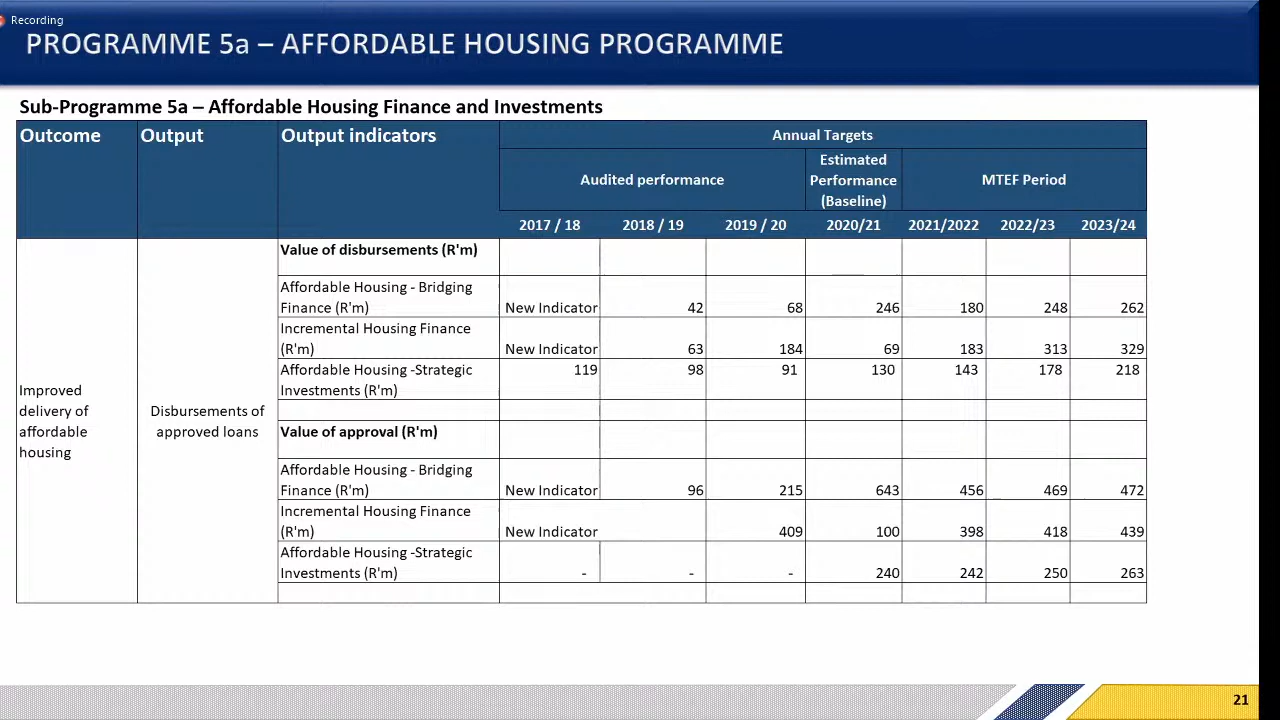 Recording
PROGRAMME 5a – AFFORDABLE HOUSING PROGRAMME
Sub-Programme 5a – Affordable Housing Finance and Investments
Outcome Output Output indicators Annual Targets
Audited performance Estimated Performance (Baseline) MTEF Period
2017 / 18 2018 / 19 2019 / 20 2020/21 2021/2022 2022/23 2023/24
Improved
delivery of
affordable
housing
Disbursements of
approved loans
Value of disbursements (R'm)
Affordable Housing - Bridging
Finance (R'm) New Indicator 42 68 246 180 248 262
Incremental Housing Finance
(R'm) New Indicator 63 184 69 183 313 329
Affordable Housing -Strategic 119 98 91 130 143 178 218
Investments (R'm)
Value of approval (R'm)
Affordable Housing - Bridging
Finance (R'm) New Indicator 96 215 643 456 469 472
Incremental Housing Finance
(R'm) New Indicator 409 100 398 418 439
Affordable Housing -Strategic
Investments (R'm) - - - 240 242 250 263
21